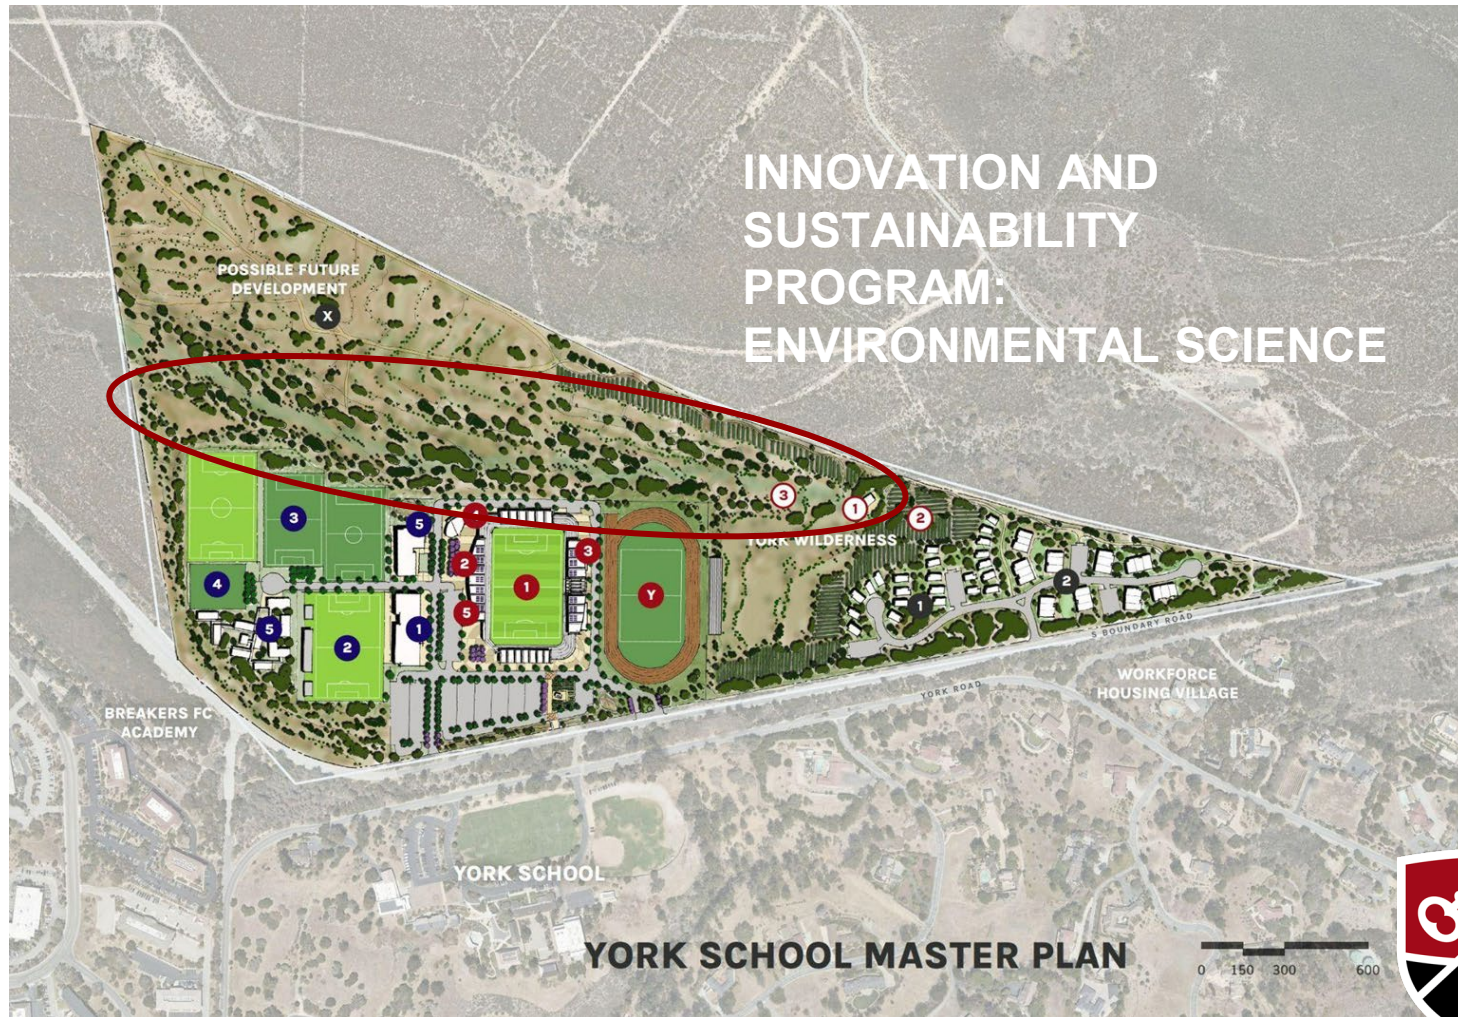 INNOVATION AND
SUSTAINABILITY
PROGRAM:
ENVIRONMENTAL SCIENCE
POSSIBLE FUTURE
DEVELOPMENT
X
3
1
2
YORK WILDERNESS
3
5
4
4
2
3
1
Y
5
5
2
1
1
2
S BOUNDARY ROAD
YORK ROAD
WORKFORCE
HOUSING VILLAGE
BREAKERS FC
ACADEMY
YORK SCHOOL
YORK SCHOOL MASTER PLAN
0 150 300 600